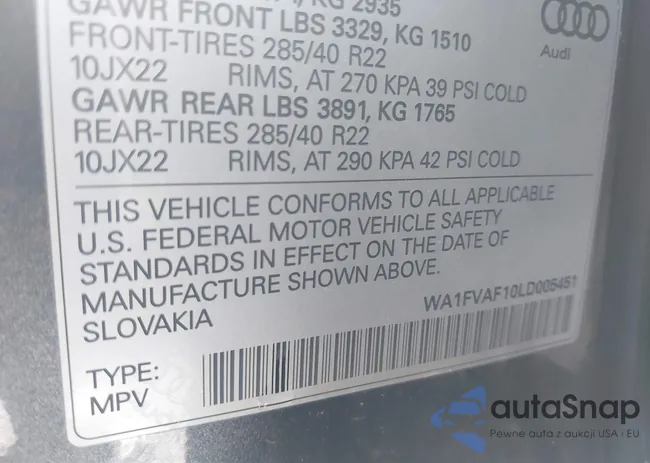 KG 2935
GAWR FRONT LBS 3329, KG 1510
FRONT-TIRES 285/40 R22
10JX22 RIMS, AT 270 KPA 39 PSI COLD
GAWR REAR LBS 3891, KG 1765
REAR-TIRES 285/40 R22
10JX22 RIMS, AT 290 KPA 42 PSI COLD
Audi
THIS VEHICLE CONFORMS TO ALL APPLICABLE
U.S. FEDERAL MOTOR VEHICLE SAFETY
STANDARDS IN EFFECT ON THE DATE OF
MANUFACTURE SHOWN ABOVE.
SLOVAKIA
WA1FVAF10LD005451
TYPE:
MPV
autaSnap
Pewne auta z aukcji USA i EU